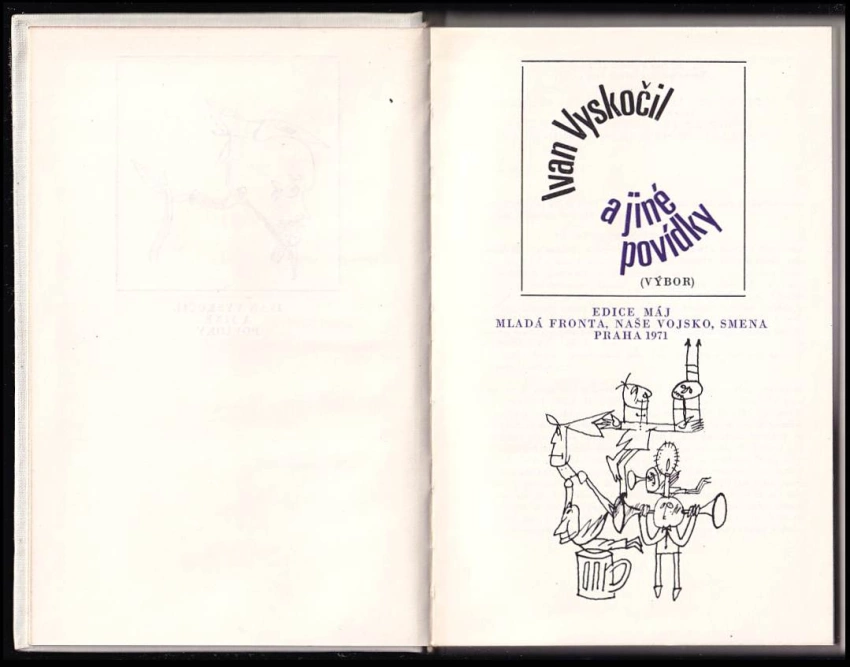 Ivan Vyskočil
a jiné
povídky
(VÝBOR)
EDICE MÁJ
MLADÁ FRONTA, NAŠE VOJSKO, SMENA
PRAHA 1971